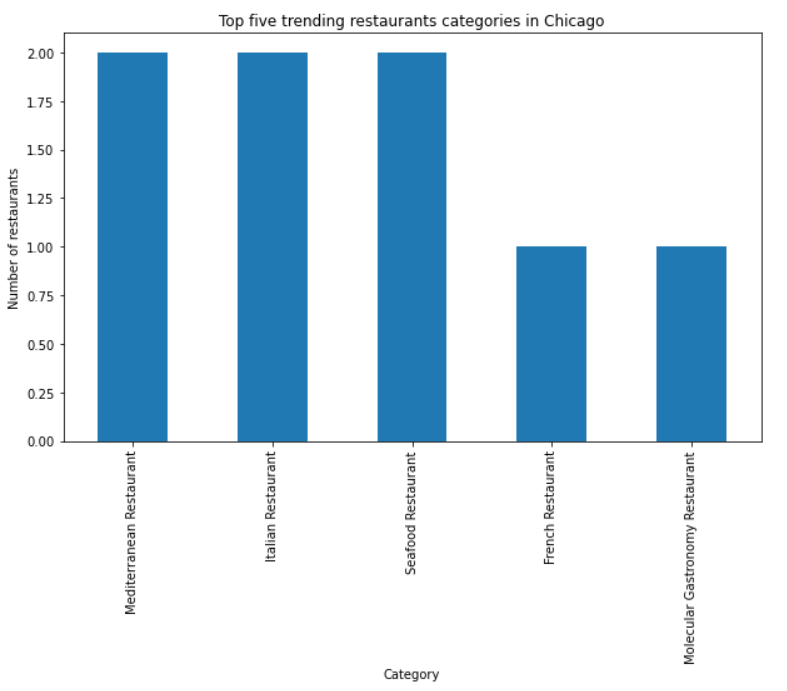 Top five trending restaurants categories in Chicago
Number of restaurants
2.00
1.75
1.50
1.25
1.00
0.75
0.50
0.25
0.00
Mediterranean Restaurant
Italian Restaurant
Seafood Restaurant
French Restaurant
Molecular Gastronomy Restaurant
Category